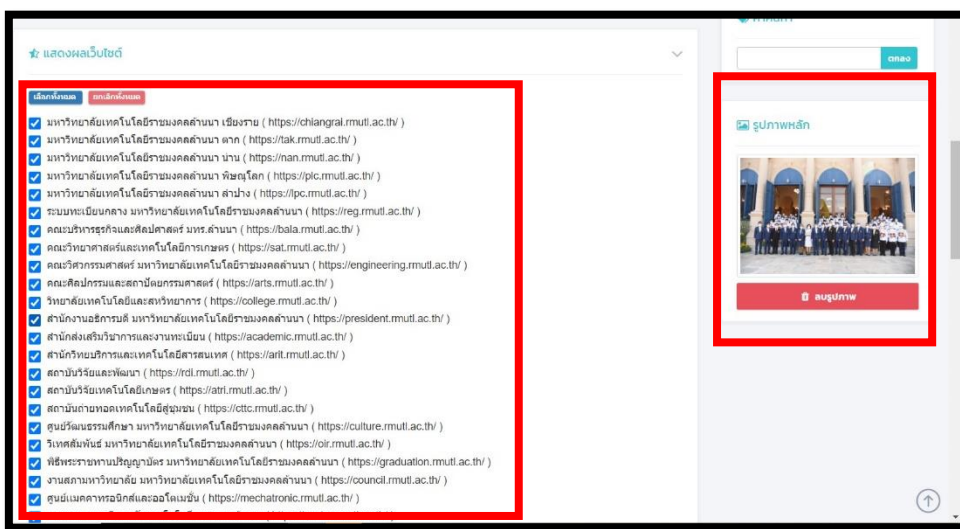 แสดงผลเว็บไซต์
เลือกทั้งหมด ยกเลิกทั้งหมด
มหาวิทยาลัยเทคโนโลยีราชมงคลล้านนา เชียงราย ( https://chiangrai.rmutl.ac.th/ )
มหาวิทยาลัยเทคโนโลยีราชมงคลล้านนา ตาก ( https://tak.rmutl.ac.th/ )
มหาวิทยาลัยเทคโนโลยีราชมงคลล้านนา น่าน ( https://nan.rmutl.ac.th/ )
มหาวิทยาลัยเทคโนโลยีราชมงคลล้านนา พิษณุโลก ( https://plc.rmutl.ac.th/ )
มหาวิทยาลัยเทคโนโลยีราชมงคลล้านนา ลำปาง ( https://lpc.rmutl.ac.th/ )
ระบบทะเบียนกลาง มหาวิทยาลัยเทคโนโลยีราชมงคลล้านนา ( https://reg.rmutl.ac.th/ )
คณะบริหารธุรกิจและศิลปศาสตร์ มทร.ล้านนา ( https://bala.rmutl.ac.th/ )
คณะวิทยาศาสตร์และเทคโนโลยีการเกษตร ( https://sat.rmutl.ac.th/ )
คณะวิศวกรรมศาสตร์ มหาวิทยาลัยเทคโนโลยีราชมงคลล้านนา ( https://engineering.rmutl.ac.th/ )
คณะศิลปกรรมและสถาปัตยกรรมศาสตร์ ( https://arts.rmutl.ac.th/ )
วิทยาลัยเทคโนโลยีและสหวิทยาการ ( https://college.rmutl.ac.th/ )
สำนักงานอธิการบดี มหาวิทยาลัยเทคโนโลยีราชมงคลล้านนา ( https://president.rmutl.ac.th/ )
สำนักส่งเสริมวิชาการและงานทะเบียน ( https://academic.rmutl.ac.th/ )
สำนักวิทยบริการและเทคโนโลยีสารสนเทศ ( https://arit.rmutl.ac.th/ )
สถาบันวิจัยและพัฒนา ( https://rdi.rmutl.ac.th/ )
สถาบันวิจัยเทคโนโลยีเกษตร ( https://atri.rmutl.ac.th/ )
สถาบันถ่ายทอดเทคโนโลยีสู่ชุมชน ( https://cttc.rmutl.ac.th/ )
ศูนย์วัฒนธรรมศึกษา มหาวิทยาลัยเทคโนโลยีราชมงคลล้านนา ( https://culture.rmutl.ac.th/ )
วิเทศสัมพันธ์ มหาวิทยาลัยเทคโนโลยีราชมงคลล้านนา ( https://oir.rmutl.ac.th/ )
พิธีพระราชทานปริญญาบัตร มหาวิทยาลัยเทคโนโลยีราชมงคลล้านนา ( https://graduation.rmutl.ac.th/ )
งานสภามหาวิทยาลัย มหาวิทยาลัยเทคโนโลยีราชมงคลล้านนา ( https://council.rmutl.ac.th/ )
ศูนย์แมคคาทรอนิกส์และออโตเมชั่น ( https://mechatronic.rmutl.ac.th/ )
ตกลง
รูปภาพหลัก
ลบรูปภาพ